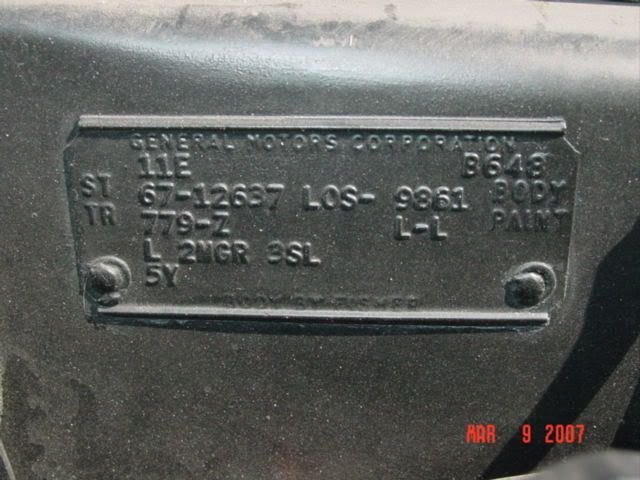 GENERAL MOTORS CORPORATION
11E B648
ST 67-12637 LOS- 9861 BODY
TR 779-Z L-L PAINT
L 2MGR 3SL
5Y
BODY BY FISHER
MAR 9 2007